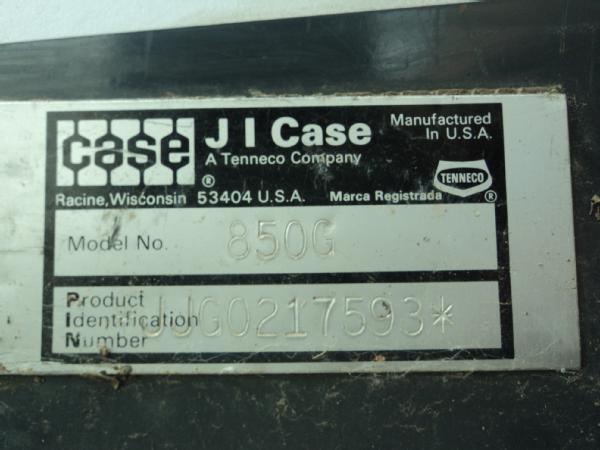 case
J I Case
A Tenneco Company
Manufactured
In U.S.A.
®
TENNECO
Racine, Wisconsin 53404 U.S.A. Marca Registrada ®
Model No. 850G
Product
Identification
Number
JJG0217593*